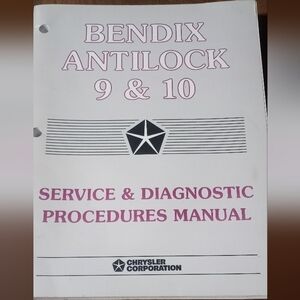 BENDIX
ANTILOCK
9 & 10
SERVICE & DIAGNOSTIC
PROCEDURES MANUAL
CHRYSLER
CORPORATION